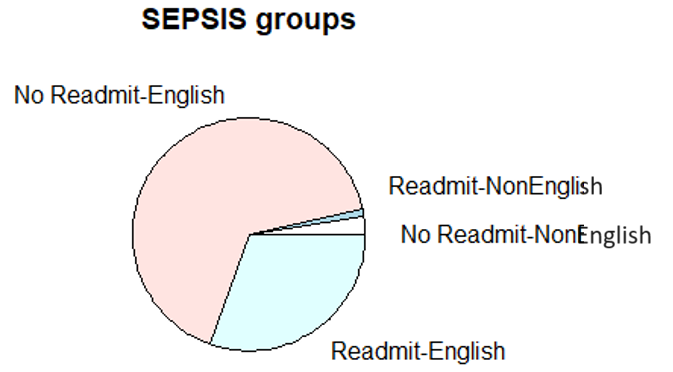 SEPSIS groups
No Readmit-English
Readmit-NonEnglish
No Readmit-NonEnglish
Readmit-English